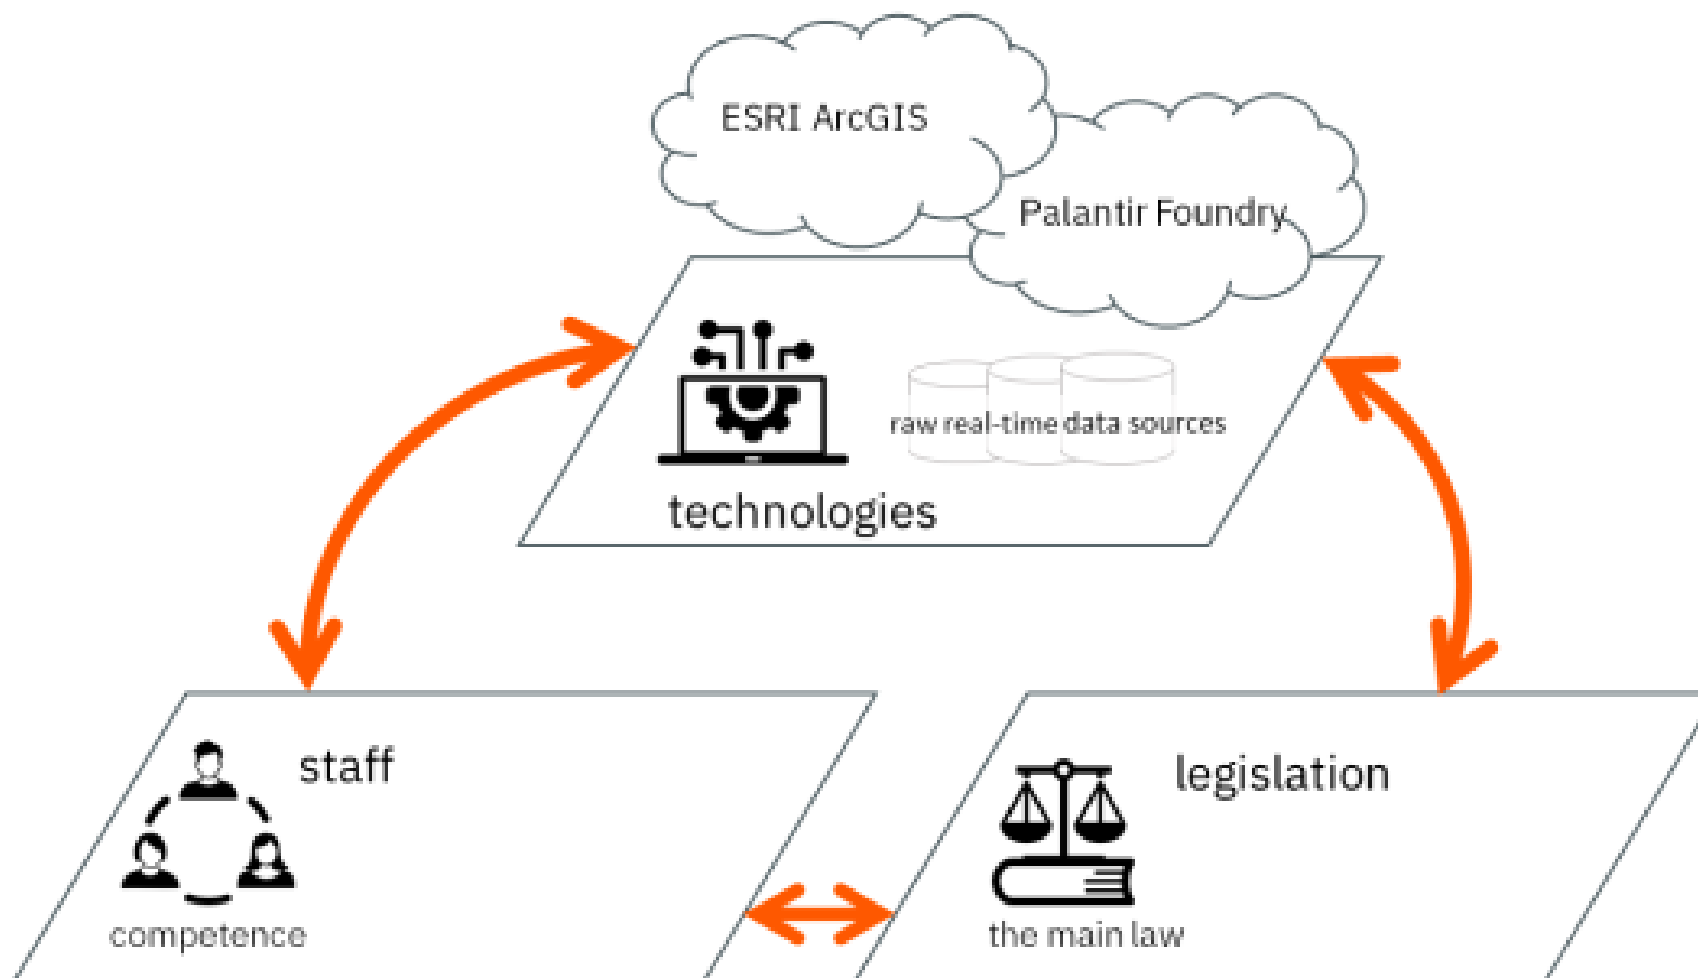 ESRI ArcGIS
Palantir Foundry
raw real-time data sources
technologies
staff
legislation
competence
the main law